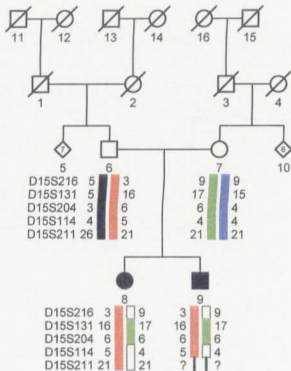 11 12 13 14 16 15
1 2 3 4
7
5 6 7 10
D15S216 5 3 9 9
D15S131 5 16 17 15
D15S204 3 6 6 4
D15S114 4 5 4 4
D15S211 26 21 21 21
8 9
D15S216 3 9 3 9
D15S131 16 17 16 17
D15S204 6 6 6 6
D15S114 5 4 5 4
D15S211 21 21 ? ?